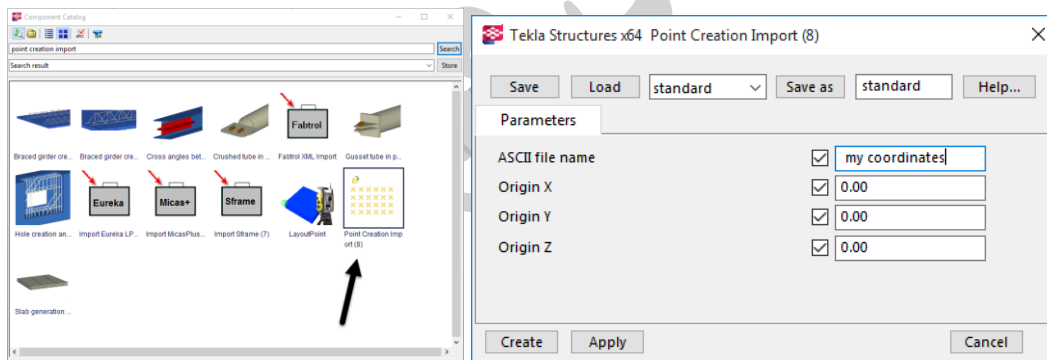 Component Catalog
point creation import
Search
Search result
Store
Braced girder cre...
Braced girder cre...
Cross angles bet...
Crushed tube in ...
Fabtrol
Fabtrol XML Import
Gusset tube in p...
Hole creation an...
Eureka
Import Eureka LP...
Micas+
Import MicasPlus...
Sframe
Import Sframe (7)
LayoutPoint
Point Creation Imp
ort (8)
Slab generation ...
Tekla Structures x64 Point Creation Import (8)
Save
Load
standard
Save as
standard
Help...
Parameters
ASCII file name
my coordinates
Origin X
0.00
Origin Y
0.00
Origin Z
0.00
Create
Apply
Cancel